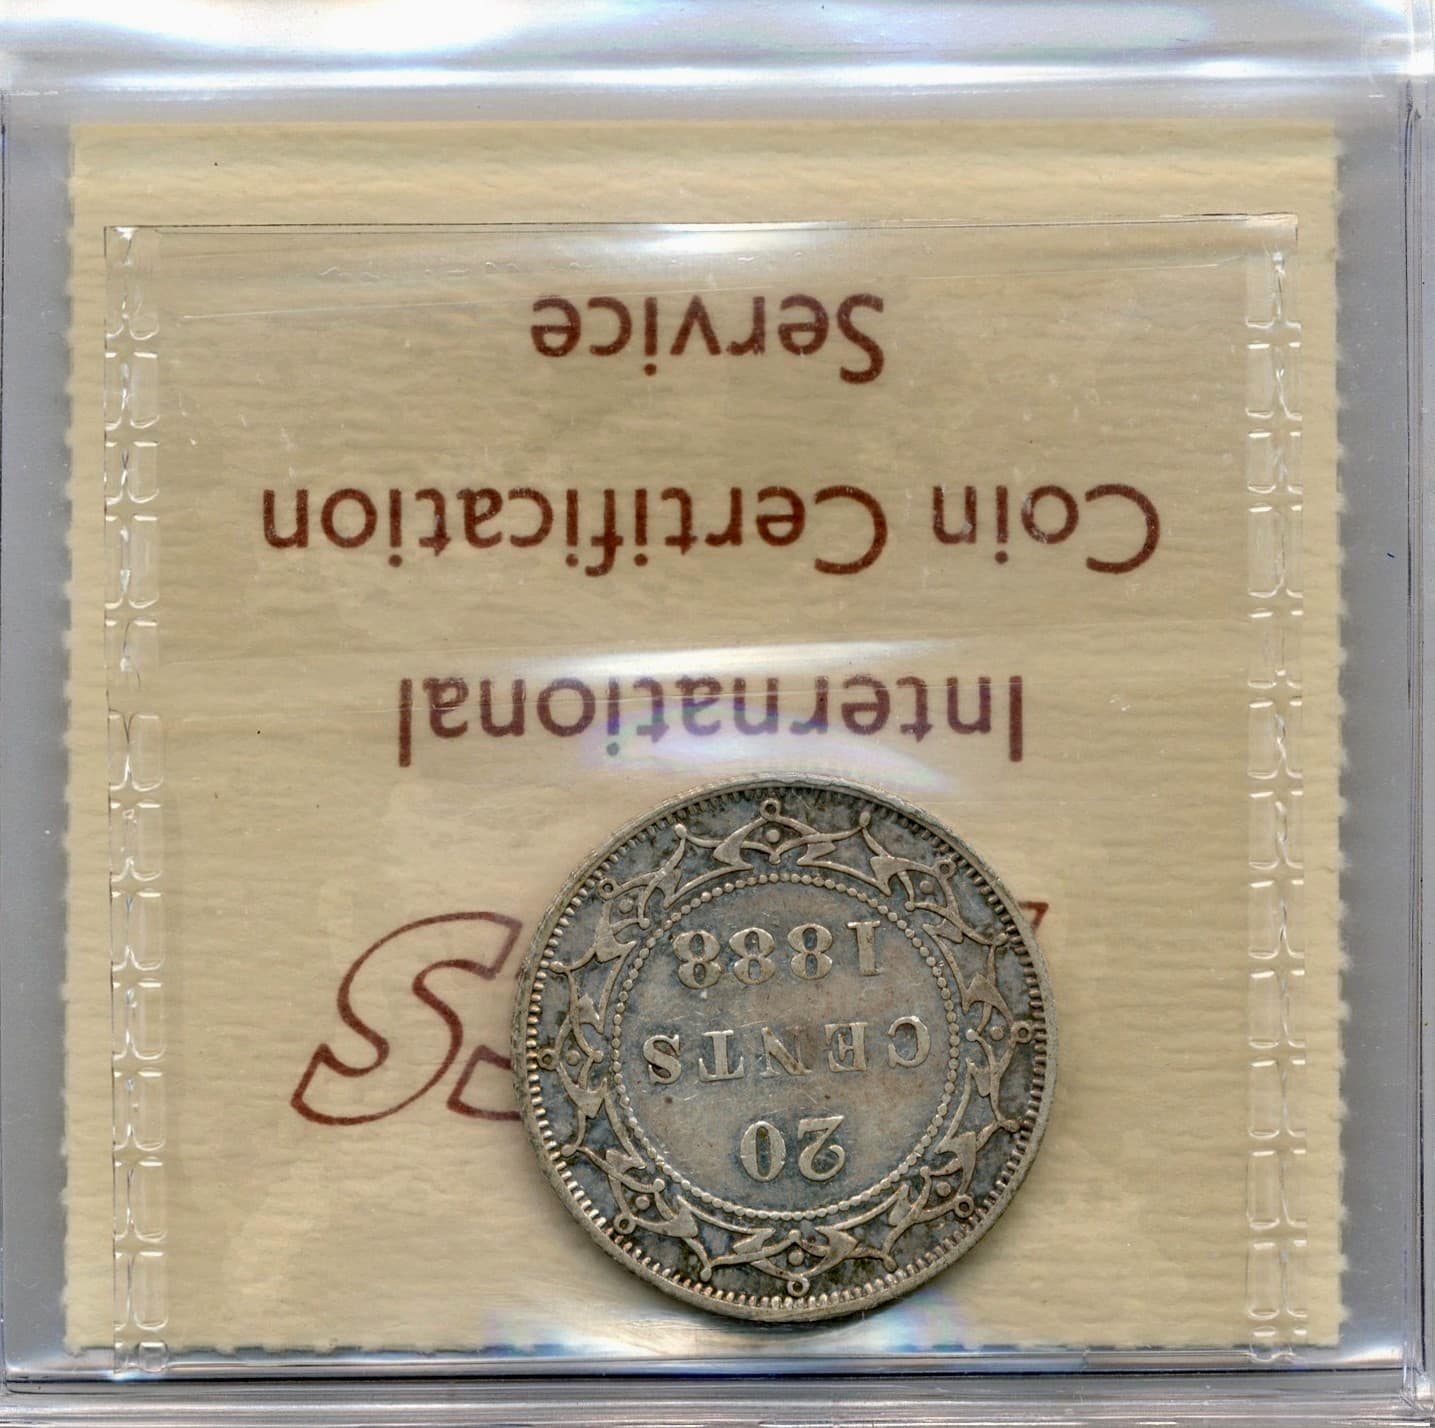 20
CENTS
1888
International
Coin Certification
Service